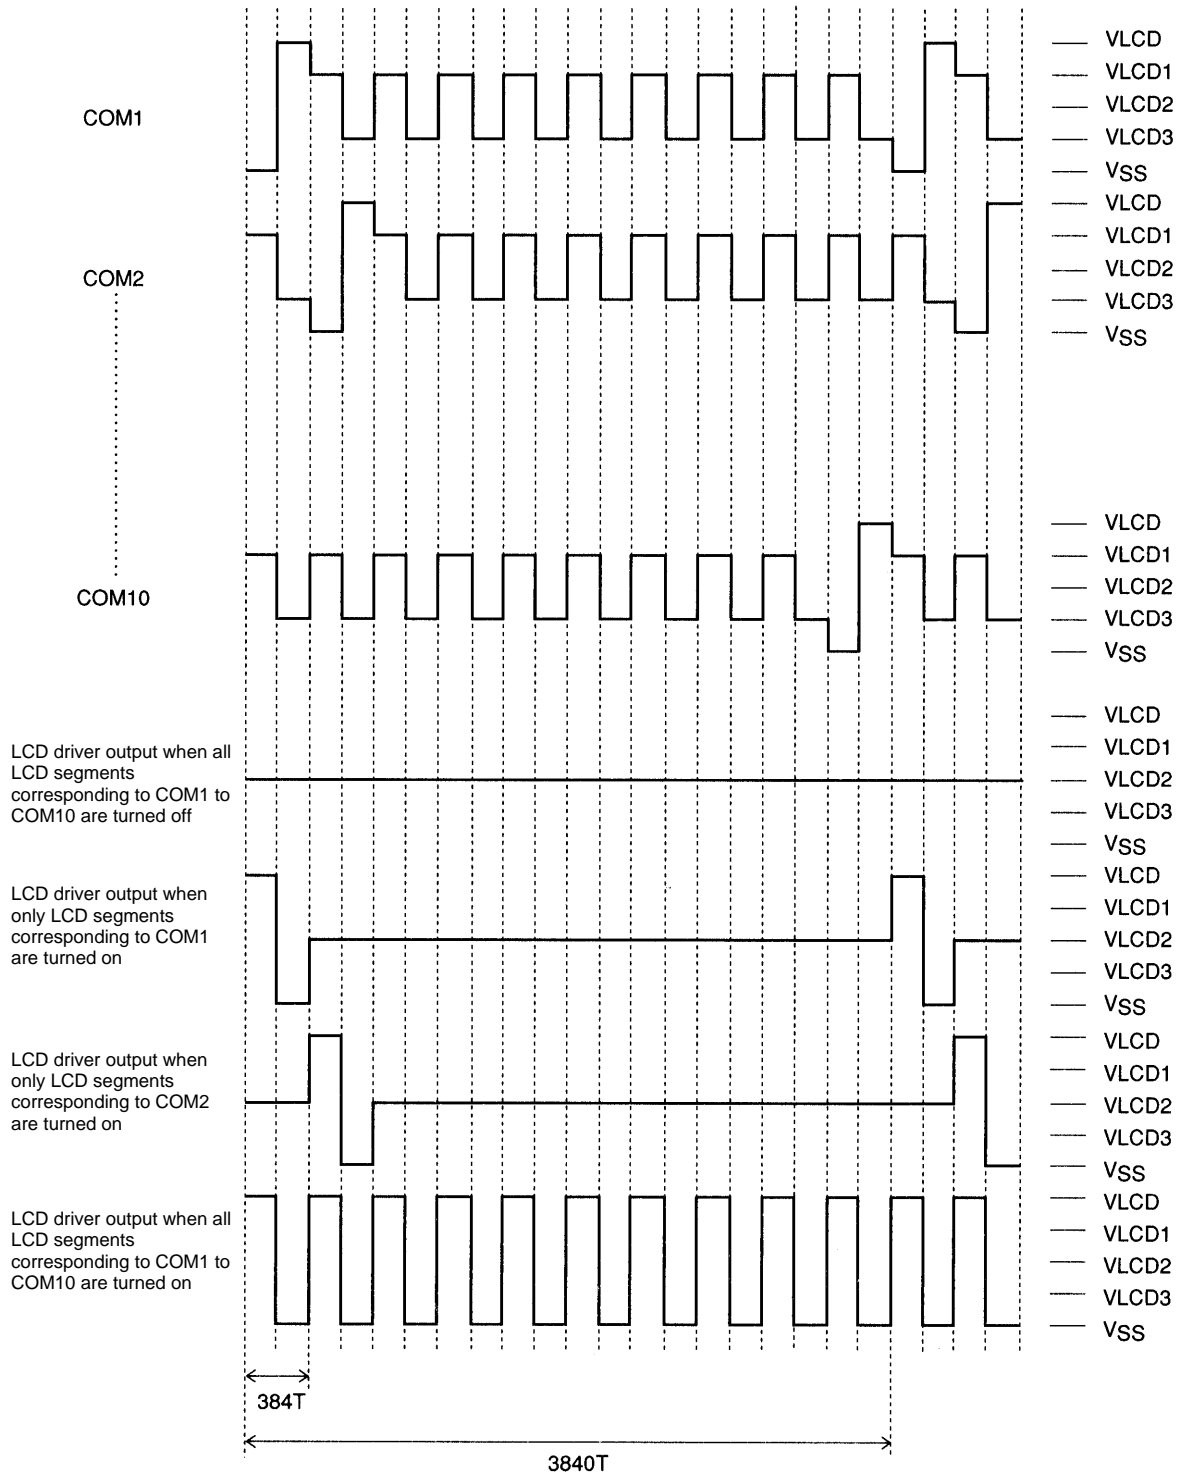 VLCD
VLCD1
COM1
VLCD2
VLCD3
VSS
VLCD
VLCD1
COM2
VLCD2
VLCD3
VSS
VLCD
VLCD1
COM10
VLCD2
VLCD3
VSS
VLCD
LCD driver output when all
LCD segments
corresponding to COM1 to
COM10 are turned off
VLCD1
VLCD2
VLCD3
VSS
VLCD
LCD driver output when
only LCD segments
corresponding to COM1
are turned on
VLCD1
VLCD2
VLCD3
VSS
VLCD
LCD driver output when
only LCD segments
corresponding to COM2
are turned on
VLCD1
VLCD2
VLCD3
VSS
VLCD
LCD driver output when all
LCD segments
corresponding to COM1 to
COM10 are turned on
VLCD1
VLCD2
VLCD3
VSS
384T
3840T